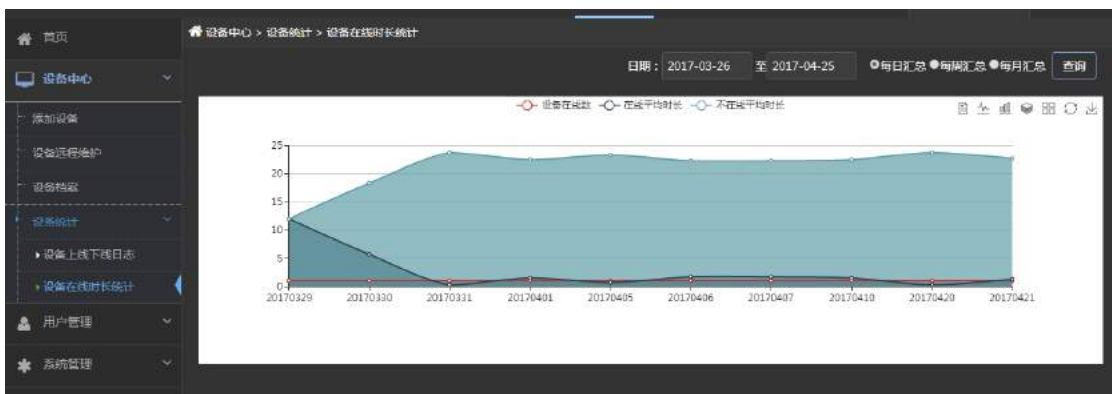 首页
设备中心
添加设备
设备远程维护
设备档案
设备统计
设备上线下线日志
设备在线时长统计
用户管理
系统管理
设备中心 > 设备统计 > 设备在线时长统计
日期： 2017-03-26 至 2017-04-25 每日汇总 每周汇总 每月汇总 查询
设备在线数 在线平均时长 不在线平均时长
25
20
15
10
5
0
20170329 20170330 20170331 20170401 20170405 20170406 20170407 20170410 20170420 20170421